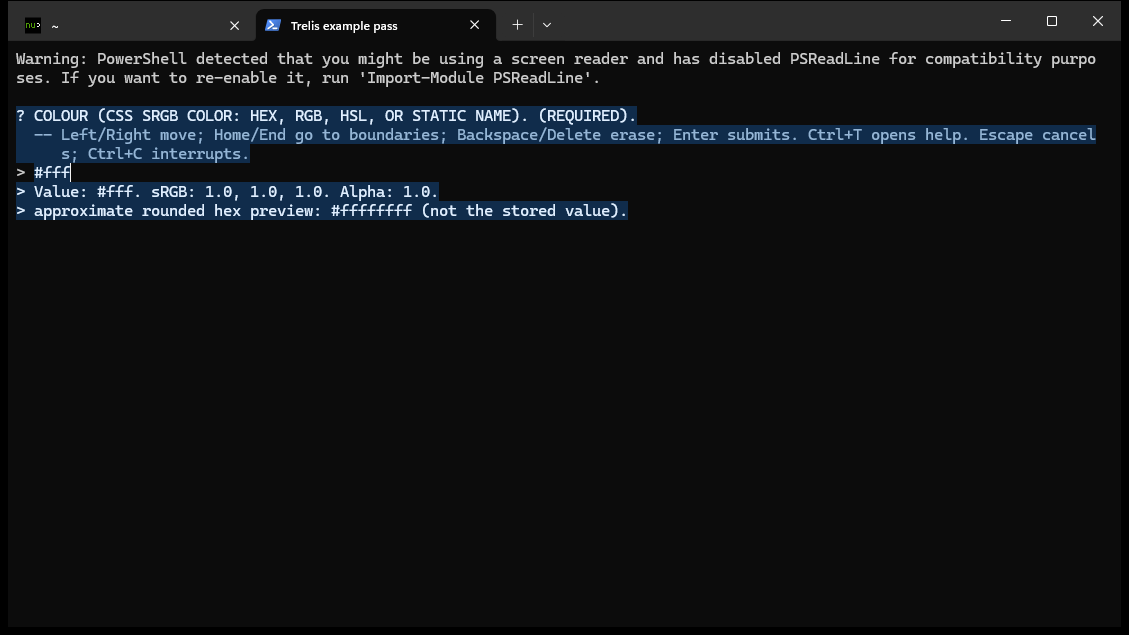 nu> ~
Trelis example pass
Warning: PowerShell detected that you might be using a screen reader and has disabled PSReadLine for compatibility purpo
ses. If you want to re-enable it, run 'Import-Module PSReadLine'.
? COLOUR (CSS SRGB COLOR: HEX, RGB, HSL, OR STATIC NAME). (REQUIRED).
-- Left/Right move; Home/End go to boundaries; Backspace/Delete erase; Enter submits. Ctrl+T opens help. Escape cancel
s; Ctrl+C interrupts.
> #fff
> Value: #fff. sRGB: 1.0, 1.0, 1.0. Alpha: 1.0.
> approximate rounded hex preview: #ffffffff (not the stored value).